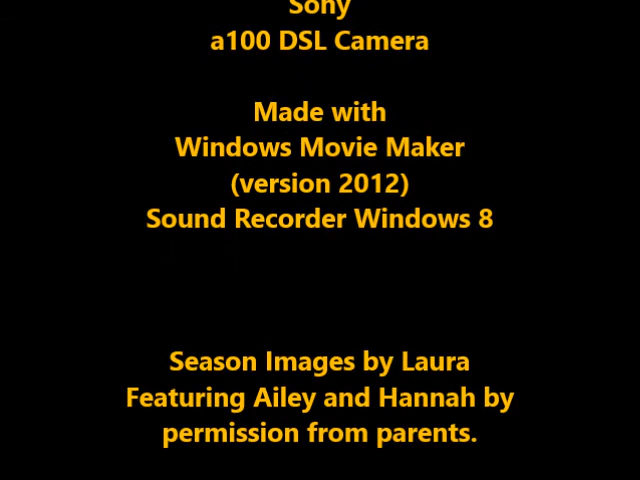 Sony
a100 DSL Camera
Made with
Windows Movie Maker
(version 2012)
Sound Recorder Windows 8
Season Images by Laura
Featuring Ailey and Hannah by
permission from parents.